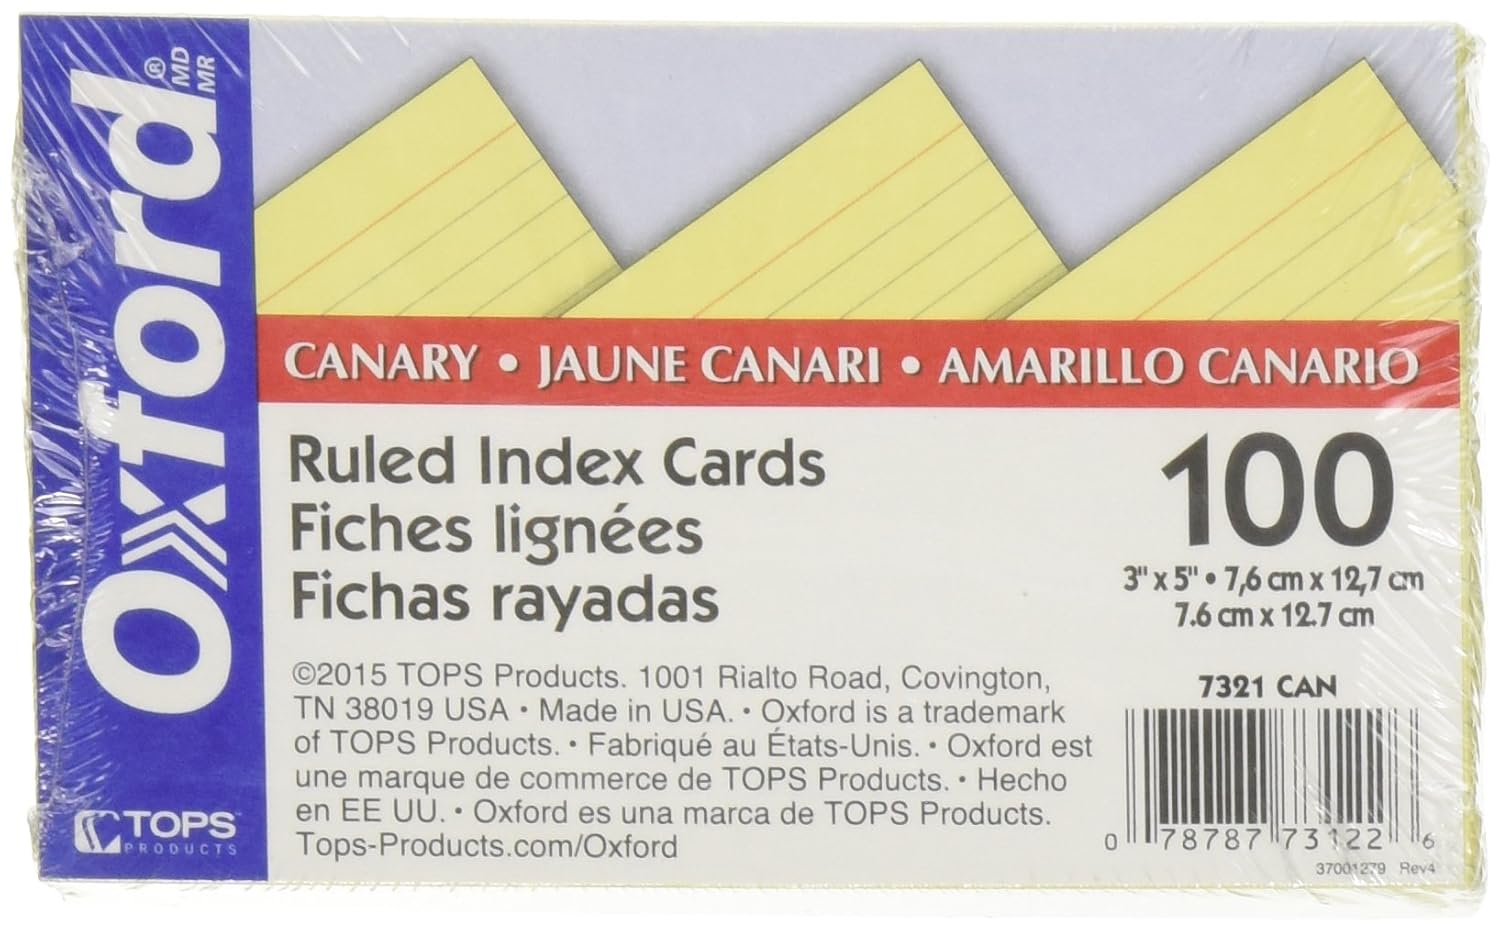 Oxford® MD MR
CANARY • JAUNE CANARI • AMARILLO CANARIO
Ruled Index Cards
Fiches lignées
Fichas rayadas
100
3" x 5" • 7,6 cm x 12,7 cm
7.6 cm x 12.7 cm
©2015 TOPS Products. 1001 Rialto Road, Covington,
TN 38019 USA • Made in USA. • Oxford is a trademark
of TOPS Products. • Fabriqué au États-Unis. • Oxford est
une marque de commerce de TOPS Products. • Hecho
en EE UU. • Oxford es una marca de TOPS Products.
Tops-Products.com/Oxford
7321 CAN
0 78787 73122 6
37001279 Rev4
TOPS
PRODUCTS